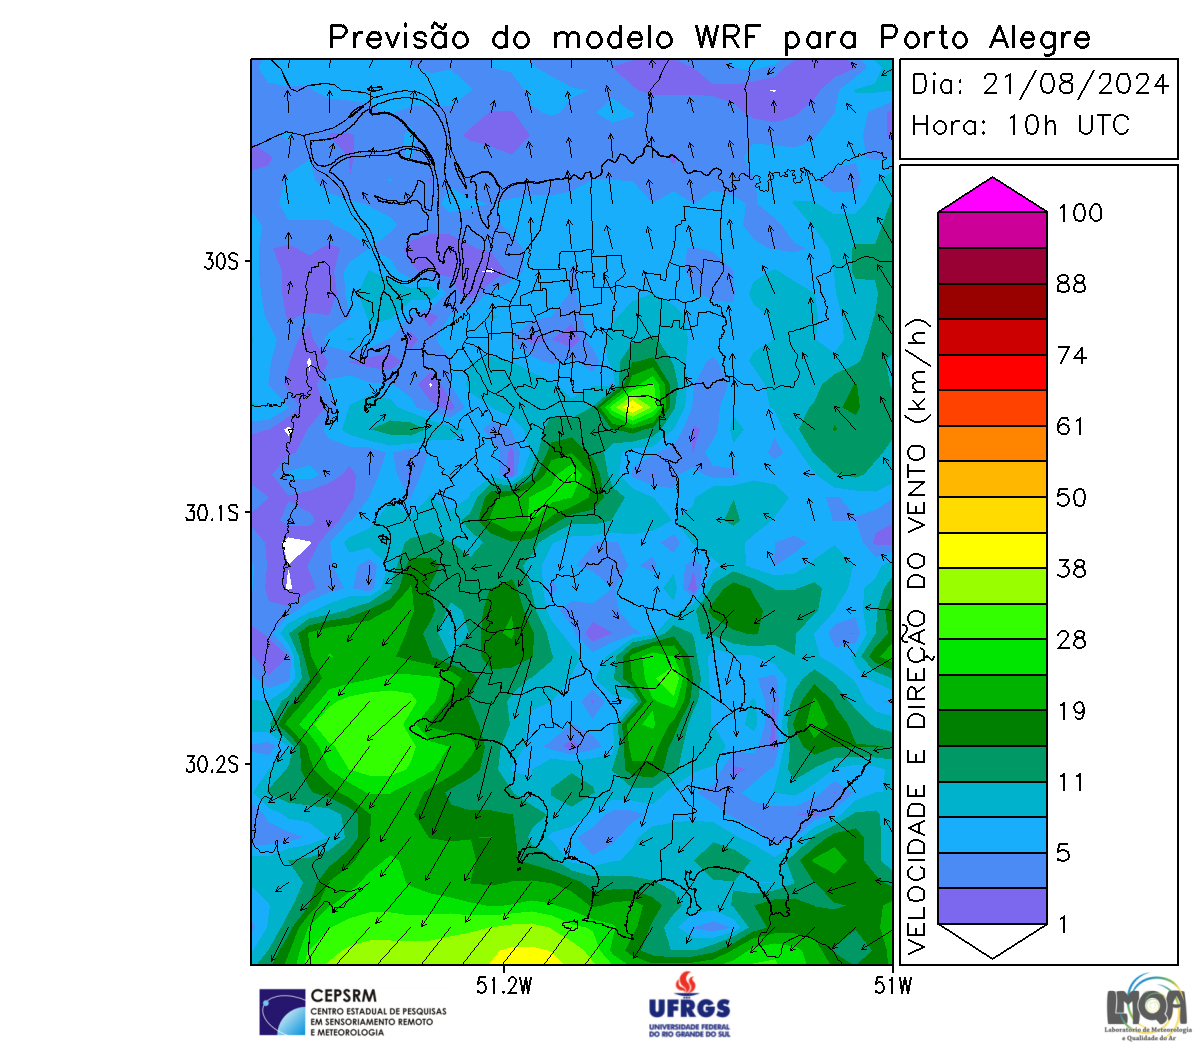 Previsão do modelo WRF para Porto Alegre
Dia: 21/08/2024
Hora: 10h UTC
VELOCIDADE E DIREÇÃO DO VENTO (km/h)
100
88
74
61
50
38
28
19
11
5
1
30S
30.1S
30.2S
51.2W
51W
CEPSRM
CENTRO ESTADUAL DE PESQUISAS
EM SENSORIAMENTO REMOTO
E METEOROLOGIA
UFRGS
UNIVERSIDADE FEDERAL
DO RIO GRANDE DO SUL
LMQA
Laboratório de Meteorologia
e Qualidade do Ar